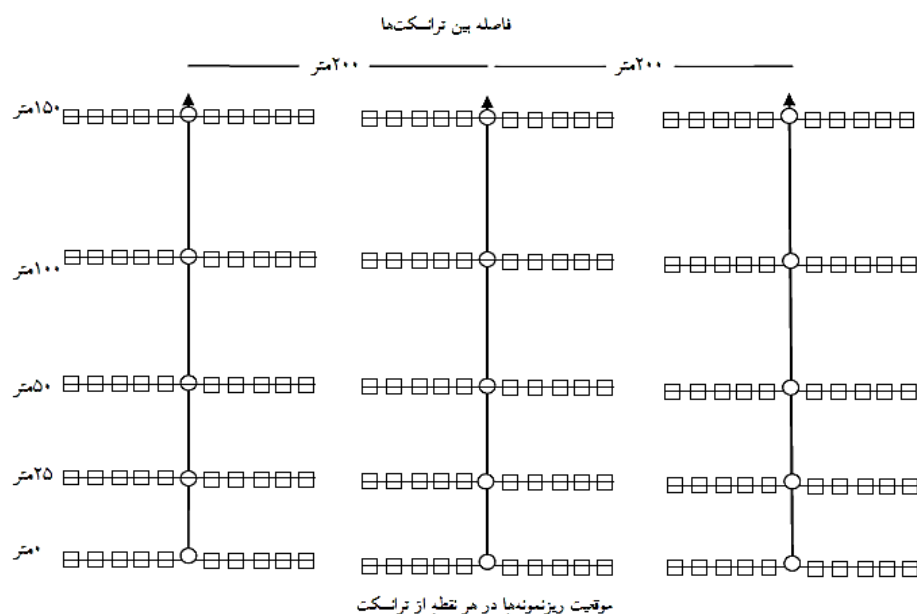 فاصله بین ترانسکت‌ها
۲۰۰متر
۲۰۰متر
۱۵۰متر
۱۰۰متر
۵۰متر
۲۵متر
۰متر
موقعیت ریزنمونه‌ها در هر نقطه از ترانسکت